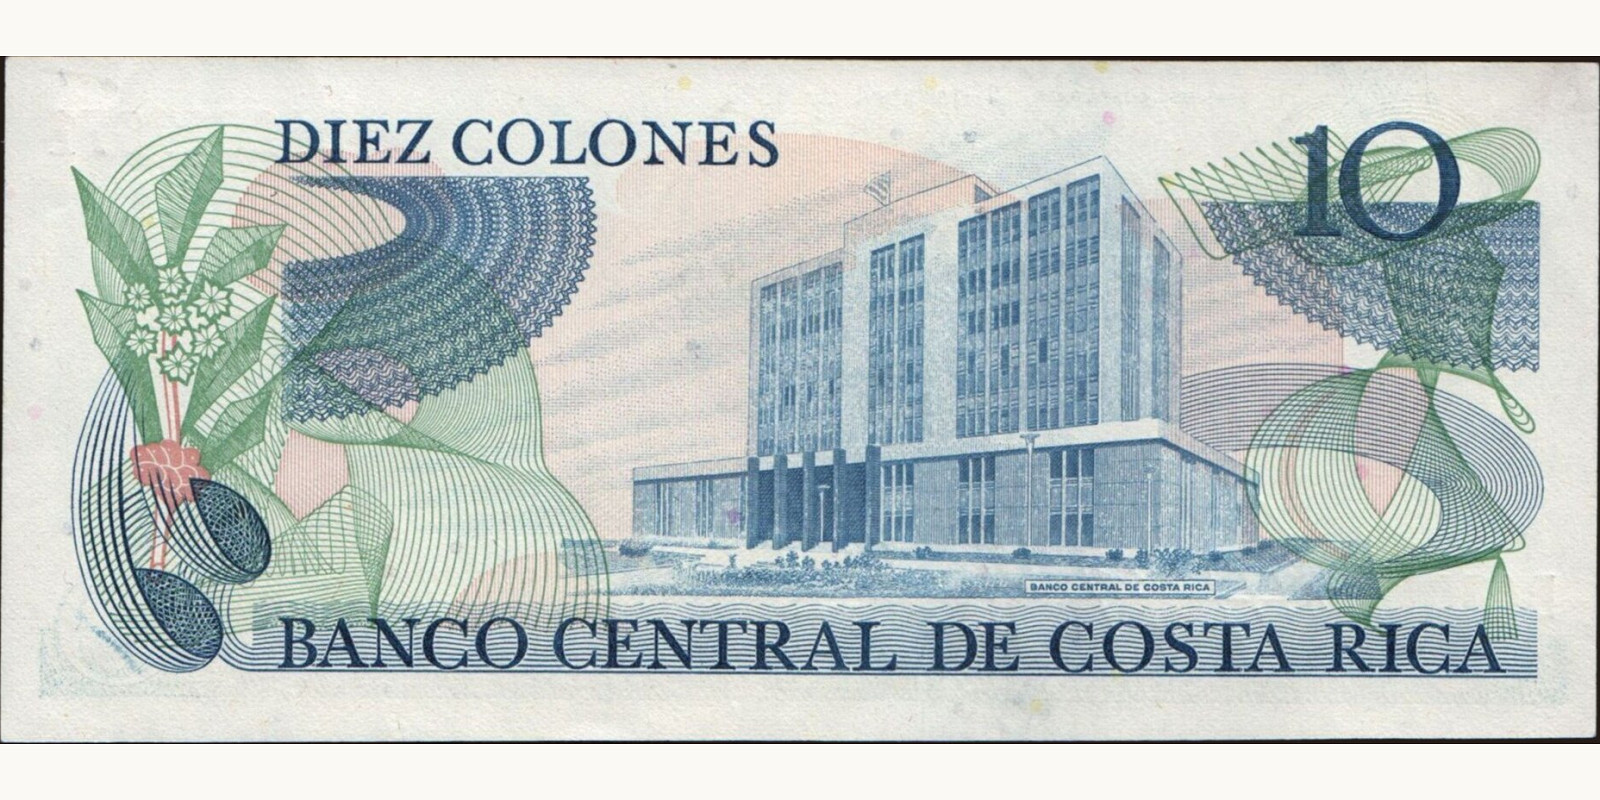 DIEZ COLONES
10
BANCO CENTRAL DE COSTA RICA
BANCO CENTRAL DE COSTA RICA